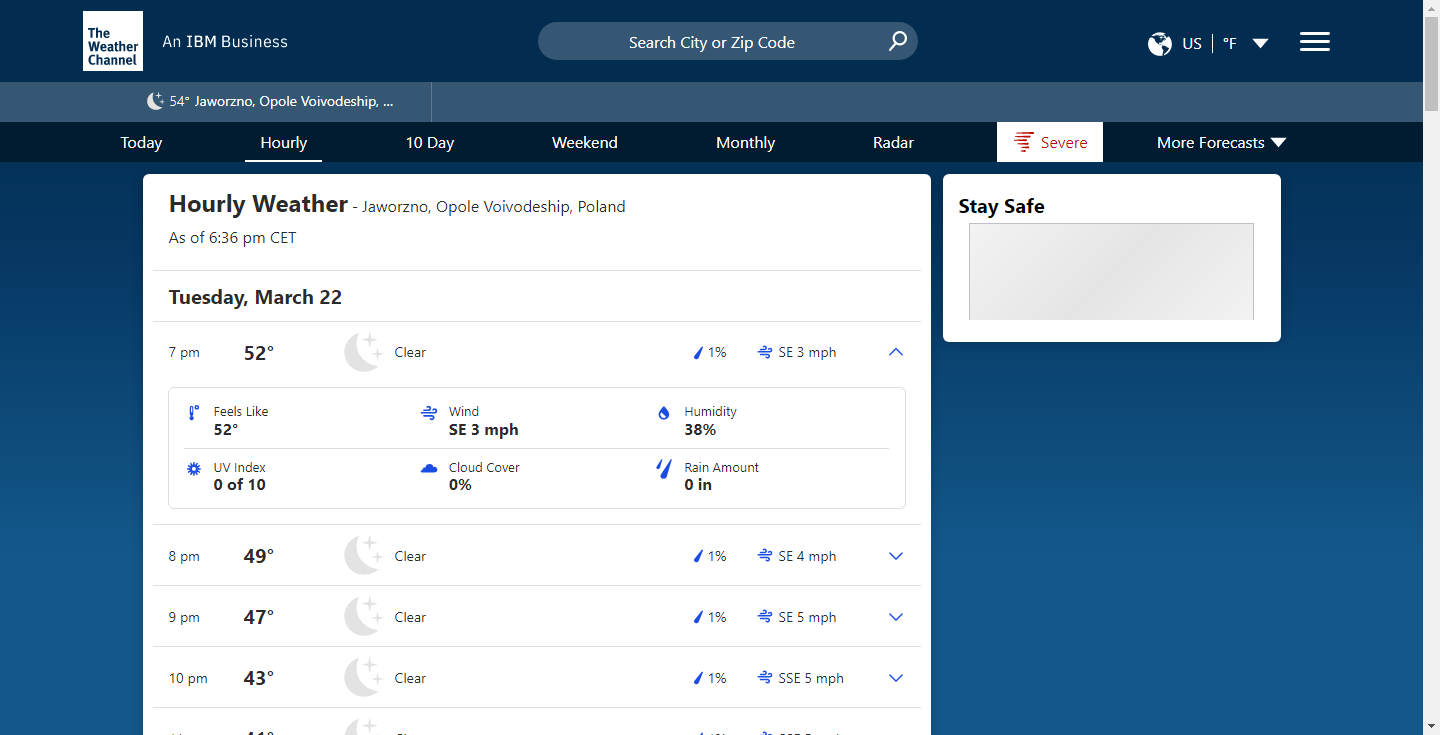 The
Weather
Channel
An IBM Business
Search City or Zip Code
US °F
54° Jaworzno, Opole Voivodeship, ...
Today Hourly 10 Day Weekend Monthly Radar Severe More Forecasts
Hourly Weather - Jaworzno, Opole Voivodeship, Poland
As of 6:36 pm CET
Tuesday, March 22
7 pm 52° Clear 1% SE 3 mph
Feels Like
52°
Wind
SE 3 mph
Humidity
38%
UV Index
0 of 10
Cloud Cover
0%
Rain Amount
0 in
8 pm 49° Clear 1% SE 4 mph
9 pm 47° Clear 1% SE 5 mph
10 pm 43° Clear 1% SSE 5 mph
Stay Safe